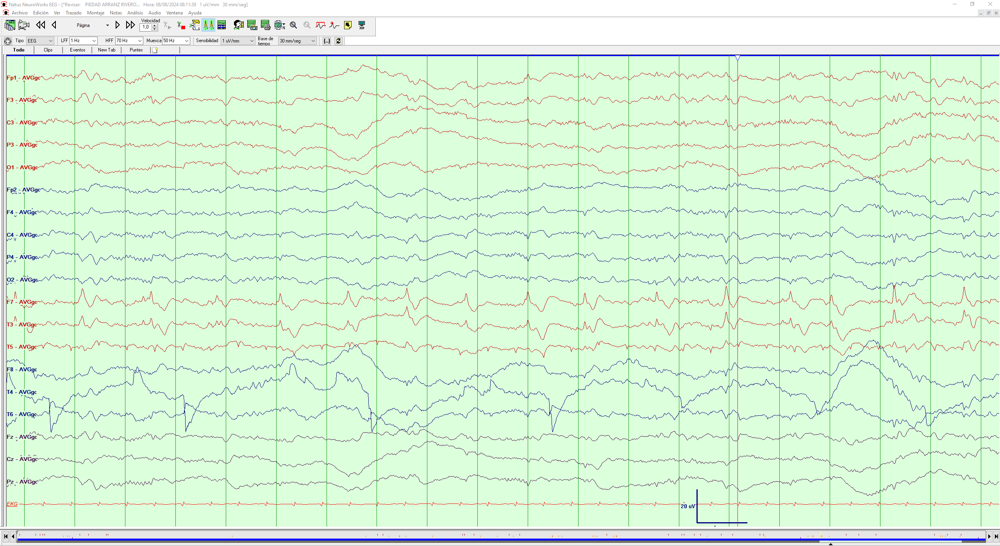 Natus NeuroWorks EEG - [*Revisar: PIEDAD ARRANZ RIVERO... Hora: 08/08/2024 08:11:39 1 uV/mm 30 mm/seg]
Archivo Edición Ver Trazado Montaje Notas Análisis Audio Ventana Ayuda
Página Velocidad 1,0
Tipo EEG LFF 1 Hz HFF 70 Hz Muesca 50 Hz Sensibilidad 1 uV/mm Base de tiempo 30 mm/seg {..}
Todo Clips Eventos New Tab Puntes
Fp1 - AVGgc
F3 - AVGgc
C3 - AVGgc
P3 - AVGgc
O1 - AVGgc
Fp2 - AVGgc
F4 - AVGgc
C4 - AVGgc
P4 - AVGgc
O2 - AVGgc
F7 - AVGgc
T3 - AVGgc
T5 - AVGgc
F8 - AVGgc
T4 - AVGgc
T6 - AVGgc
Fz - AVGgc
Cz - AVGgc
Pz - AVGgc
EKG
20 uV